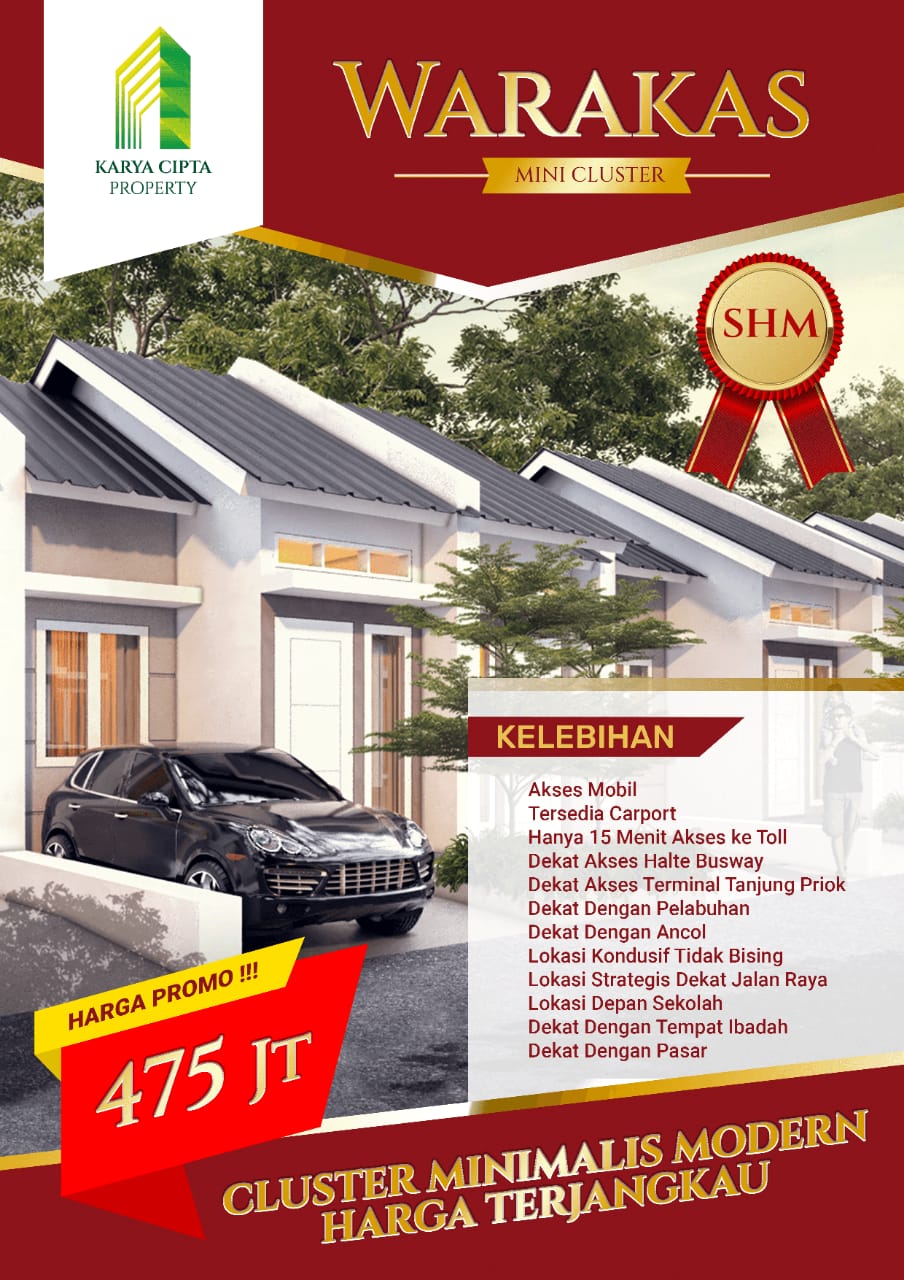 KARYA CIPTA
PROPERTY
WARAKAS
MINI CLUSTER
SHM
KELEBIHAN
Akses Mobil
Tersedia Carport
Hanya 15 Menit Akses ke Toll
Dekat Akses Halte Busway
Dekat Akses Terminal Tanjung Priok
Dekat Dengan Pelabuhan
Dekat Dengan Ancol
Lokasi Kondusif Tidak Bising
Lokasi Strategis Dekat Jalan Raya
Lokasi Depan Sekolah
Dekat Dengan Tempat Ibadah
Dekat Dengan Pasar
HARGA PROMO !!!
475 JT
CLUSTER MINIMALIS MODERN
HARGA TERJANGKAU